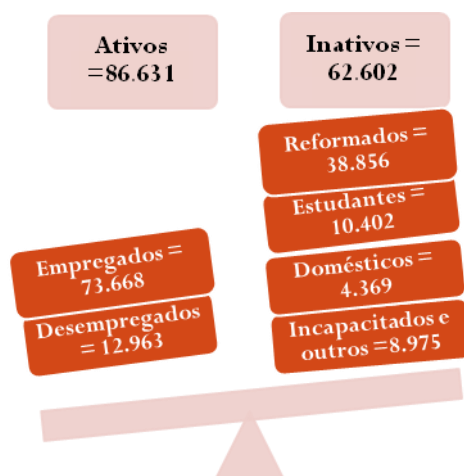 Ativos
=86.631
Inativos =
62.602
Reformados =
38.856
Estudantes =
10.402
Domésticos =
4.369
Incapacitados e
outros =8.975
Empregados =
73.668
Desempregados
= 12.963